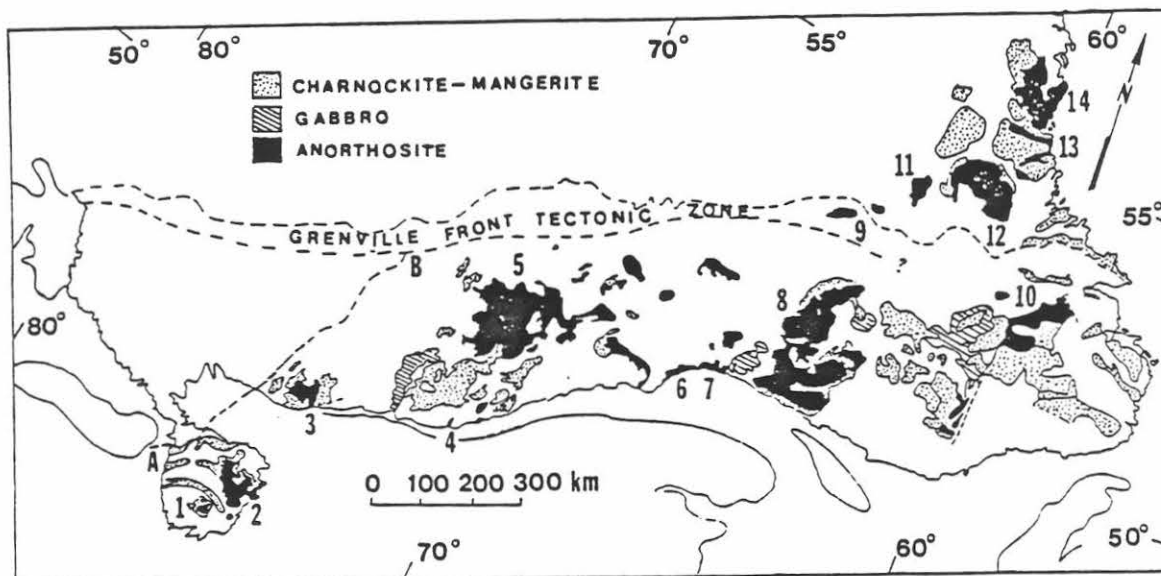 50° 80° 70° 55° 60°
CHARNOCKITE-MANGERITE
GABBRO
ANORTHOSITE
N
14
13
11
12
55°
GRENVILLE FRONT TECTONIC ZONE
9
?
B
5
10
8
80°
6 7
3
4
A
0 100 200 300 km
1
2
70°
60°
50°